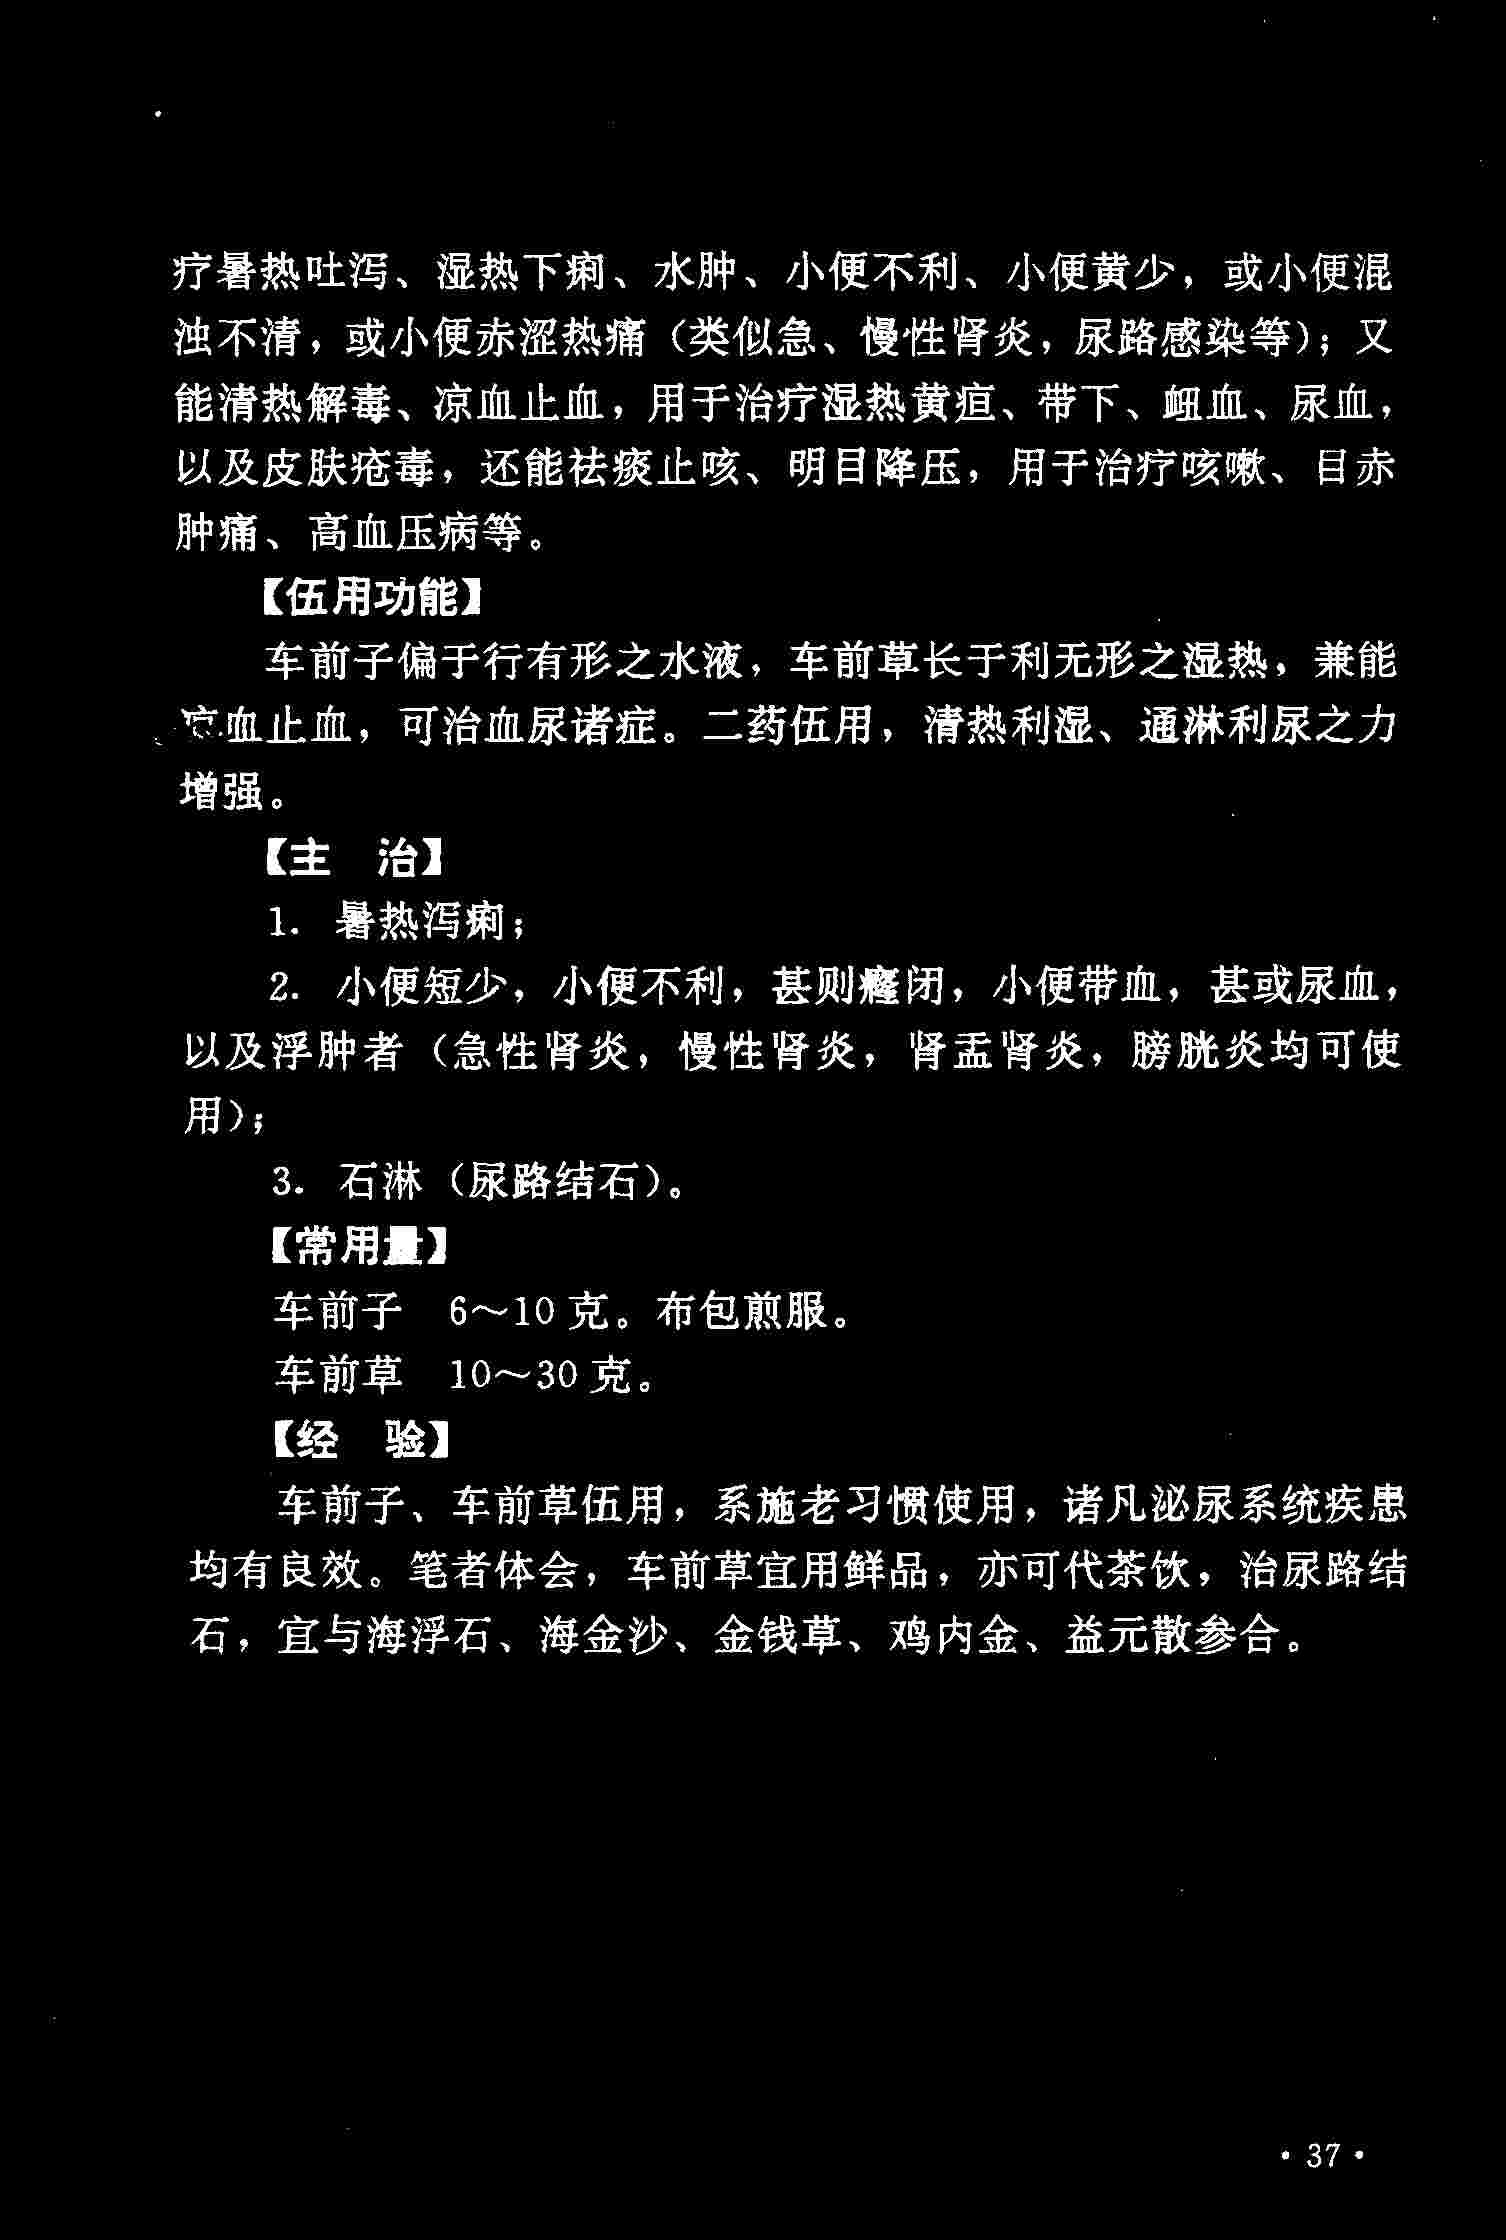 疗暑热吐泻、湿热下痢、水肿、小便不利、小便黄少，或小便混
浊不清，或小便赤涩热痛（类似急、慢性肾炎，尿路感染等）；又
能清热解毒、凉血止血，用于治疗湿热黄疸、带下、衄血、尿血，
以及皮肤疮毒，还能祛痰止咳、明目降压，用于治疗咳嗽、目赤
肿痛、高血压病等。
【伍用功能】
车前子偏于行有形之水液，车前草长于利无形之湿热，兼能
凉血止血，可治血尿诸症。二药伍用，清热利湿、通淋利尿之力
增强。
【主　治】
1. 暑热泻痢；
2. 小便短少，小便不利，甚则癃闭，小便带血，甚或尿血，
以及浮肿者（急性肾炎，慢性肾炎，肾盂肾炎，膀胱炎均可使
用）；
3. 石淋（尿路结石）。
【常用量】
车前子　6～10 克。布包煎服。
车前草　10～30 克。
【经　验】
车前子、车前草伍用，系施老习惯使用，诸凡泌尿系统疾患
均有良效。笔者体会，车前草宜用鲜品，亦可代茶饮，治尿路结
石，宜与海浮石、海金沙、金钱草、鸡内金、益元散参合。
· 37 ·